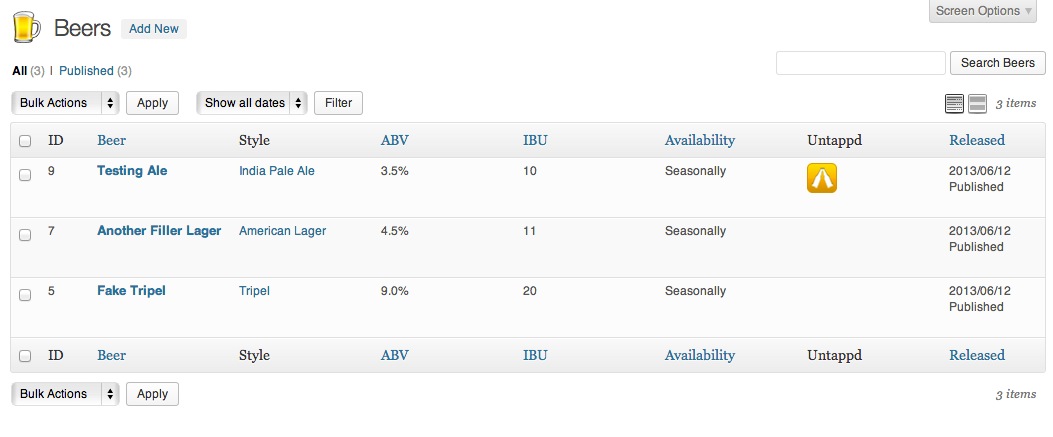 Screen Options
Beers Add New
All (3) | Published (3)
Search Beers
Bulk Actions Apply Show all dates Filter 3 items
ID Beer Style ABV IBU Availability Untappd Released
9 Testing Ale India Pale Ale 3.5% 10 Seasonally 2013/06/12
Published
7 Another Filler Lager American Lager 4.5% 11 Seasonally 2013/06/12
Published
5 Fake Tripel Tripel 9.0% 20 Seasonally 2013/06/12
Published
ID Beer Style ABV IBU Availability Untappd Released
Bulk Actions Apply 3 items